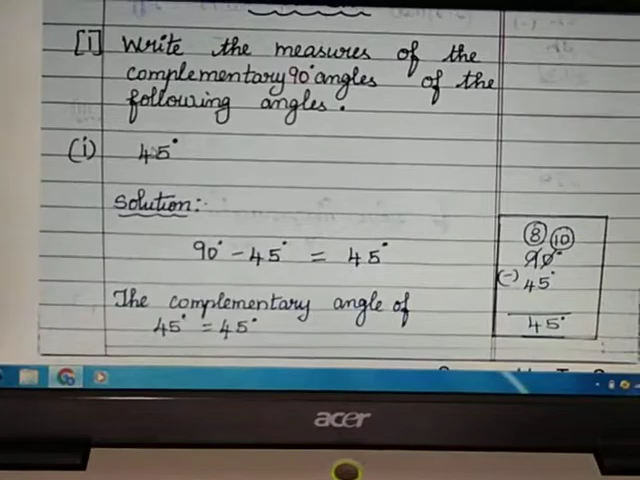 [1] Write the measures of the
complementary 90° angles of the
following angles.
(i) 45°
Solution:
90° - 45° = 45°
The complementary angle of
45° = 45°
8 10
90°
(-) 45°
45°
acer